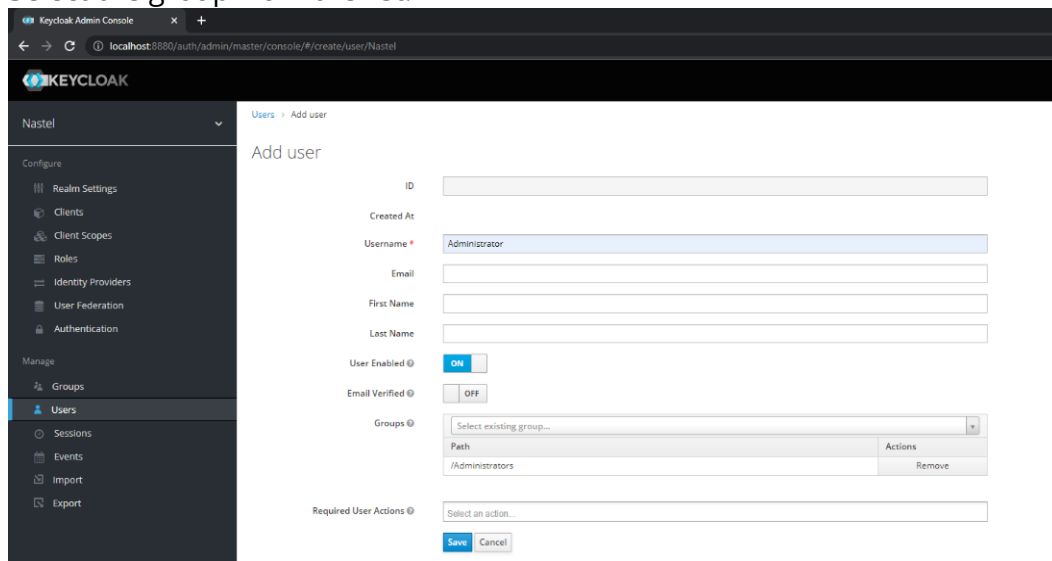 Keycloak Admin Console
localhost:8880/auth/admin/master/console/#/create/user/Nastel
KEYCLOAK
Nastel
Configure
Realm Settings
Clients
Client Scopes
Roles
Identity Providers
User Federation
Authentication
Manage
Groups
Users
Sessions
Events
Import
Export
Users > Add user
Add user
ID
Created At
Username * Administrator
Email
First Name
Last Name
User Enabled ON
Email Verified OFF
Groups Select existing group...
Path Actions
/Administrators Remove
Required User Actions Select an action...
Save Cancel